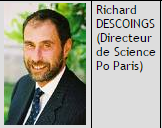 Richard
DESCOINGS
(Directeur
de Science
Po Paris)